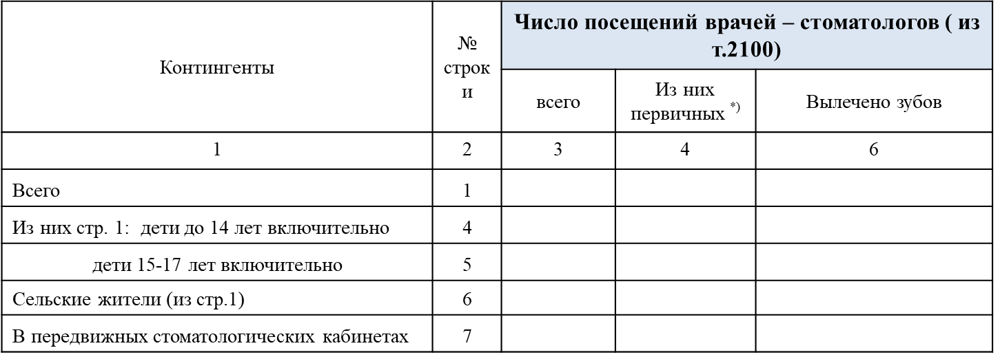 Контингенты
№
строк
и
Число посещений врачей – стоматологов ( из
т.2100)
всего
Из них
первичных *)
Вылечено зубов
1 2 3 4 6
Всего 1
Из них стр. 1: дети до 14 лет включительно 4
дети 15-17 лет включительно 5
Сельские жители (из стр.1) 6
В передвижных стоматологических кабинетах 7